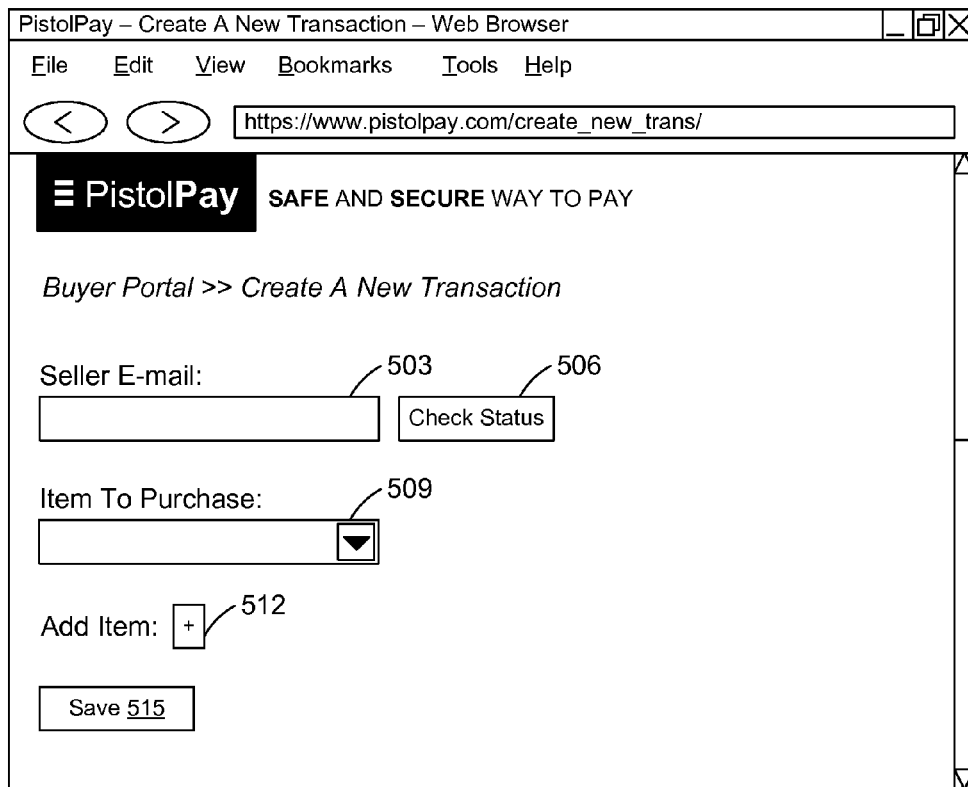 PistolPay – Create A New Transaction – Web Browser
File Edit View Bookmarks Tools Help
< > https://www.pistolpay.com/create_new_trans/
PistolPay SAFE AND SECURE WAY TO PAY
Buyer Portal >> Create A New Transaction
503 506
Seller E-mail:
Check Status
509
Item To Purchase:
512
Add Item: +
Save 515